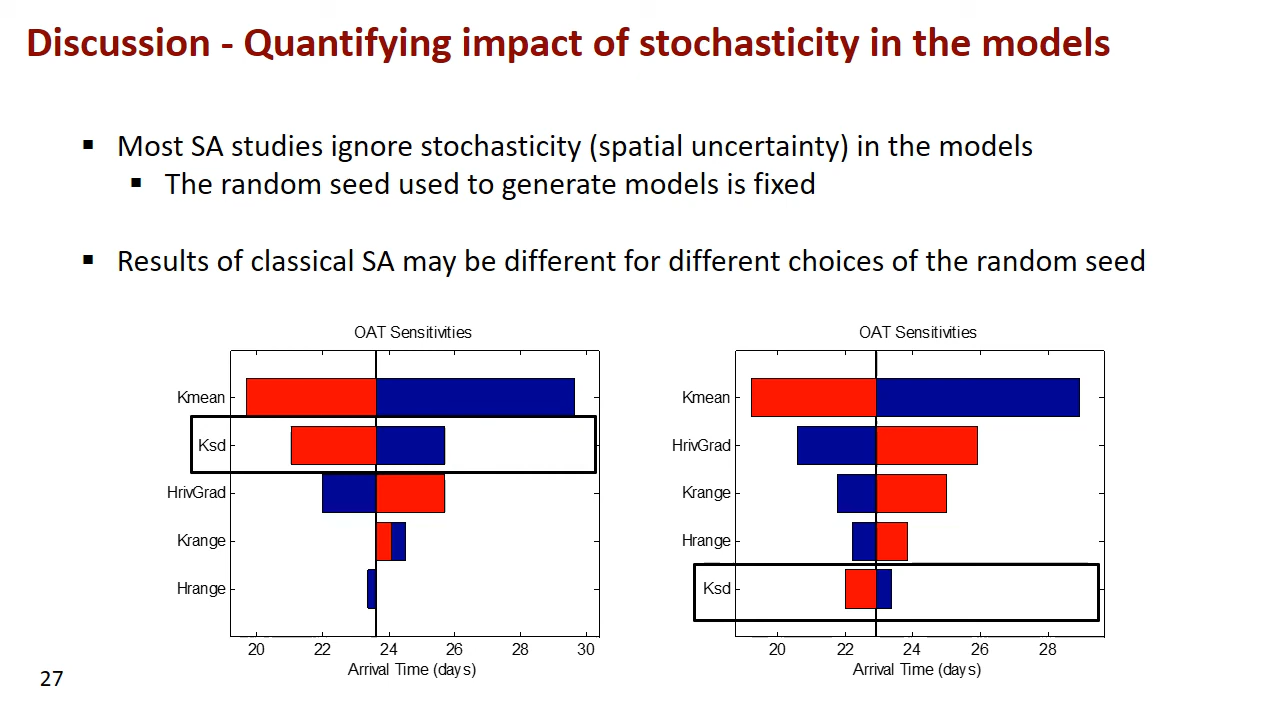 Discussion - Quantifying impact of stochasticity in the models
▪ Most SA studies ignore stochasticity (spatial uncertainty) in the models
▪ The random seed used to generate models is fixed
▪ Results of classical SA may be different for different choices of the random seed
OAT Sensitivities
Kmean
Ksd
HrivGrad
Krange
Hrange
20 22 24 26 28 30
Arrival Time (days)
OAT Sensitivities
Kmean
HrivGrad
Krange
Hrange
Ksd
20 22 24 26 28
Arrival Time (days)
27